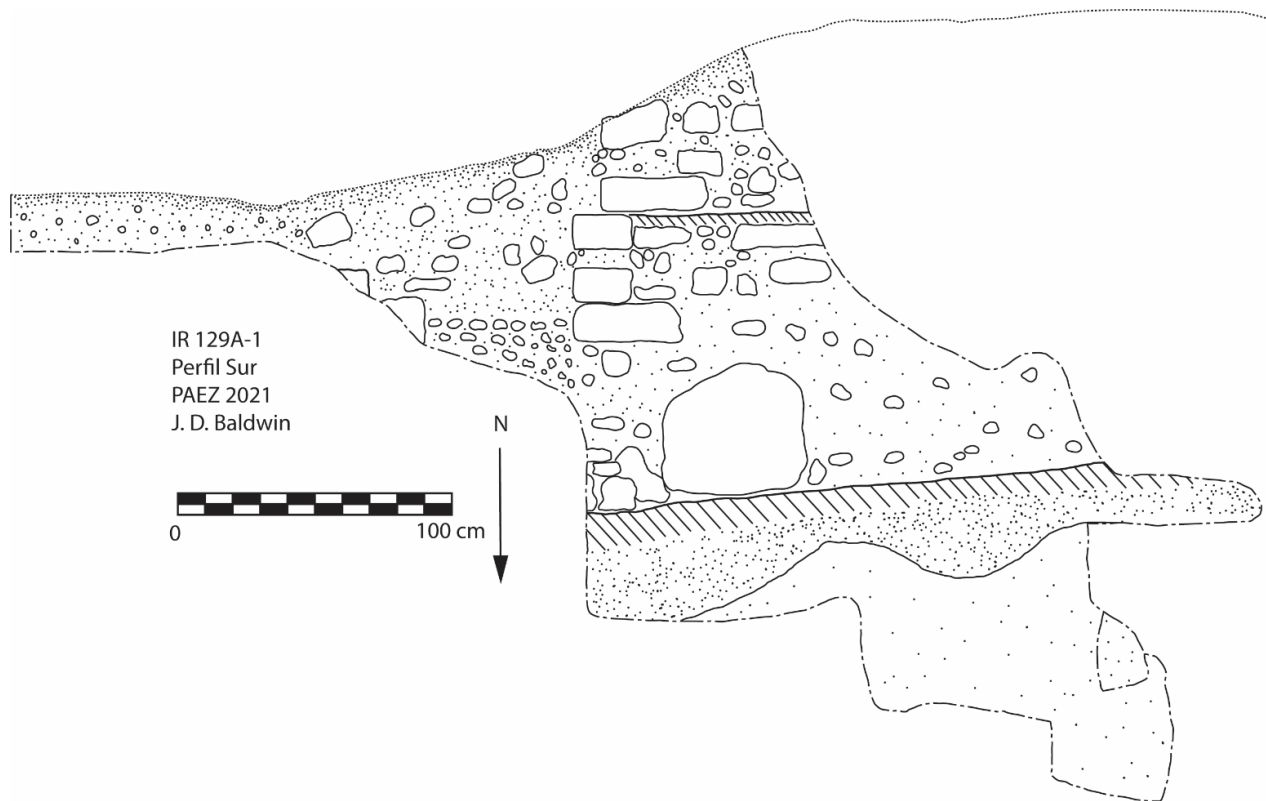 IR 129A-1
Perfil Sur
PAEZ 2021
J. D. Baldwin
N
0 100 cm